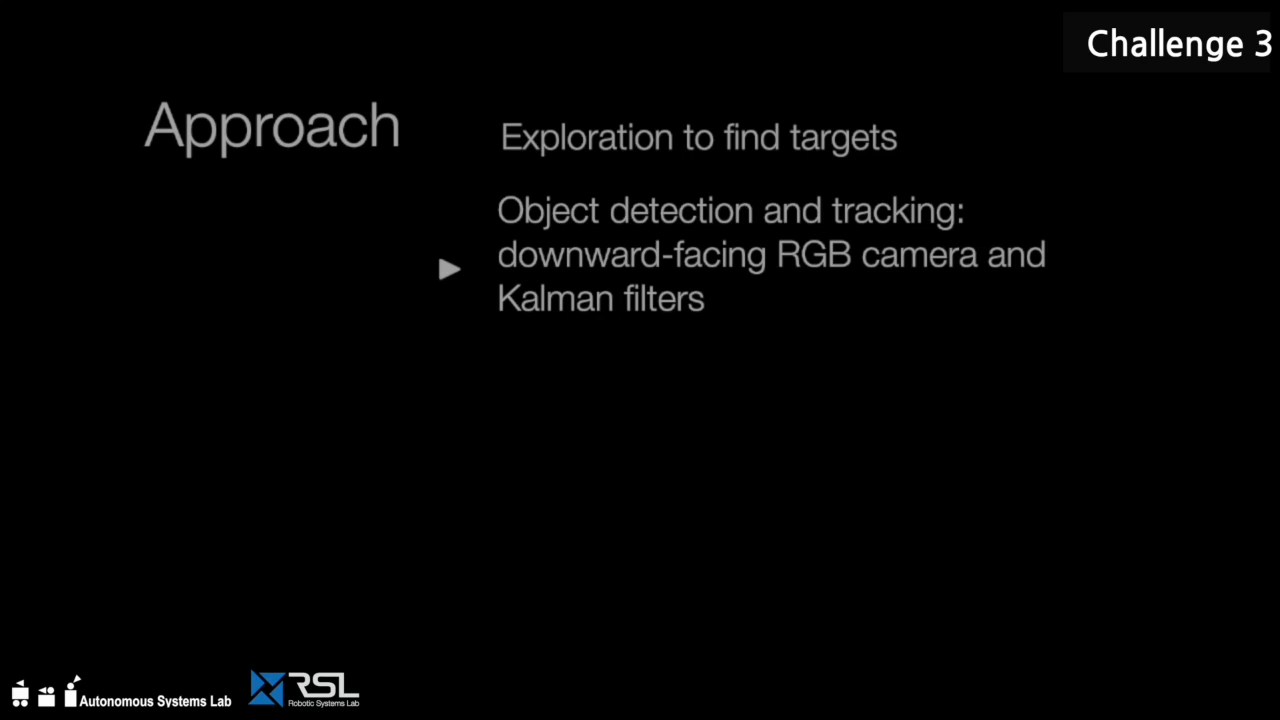 Challenge 3
Approach
Exploration to find targets
Object detection and tracking:
downward-facing RGB camera and
Kalman filters
Autonomous Systems Lab
RSL
Robotic Systems Lab